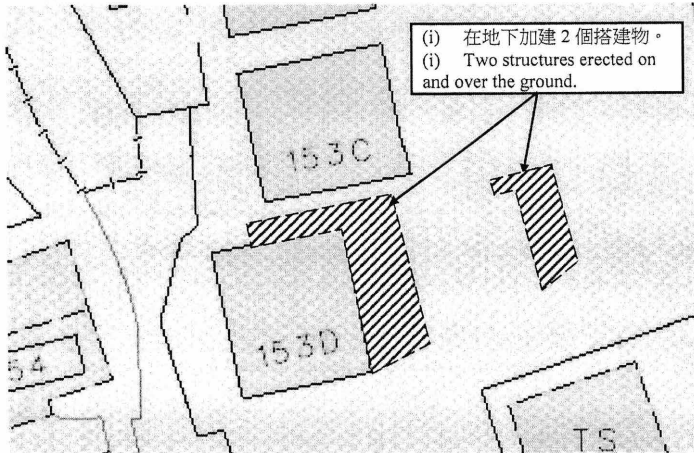 (i) 在地下加建 2 個搭建物。
(i) Two structures erected on
and over the ground.
153C
153D
54
TS